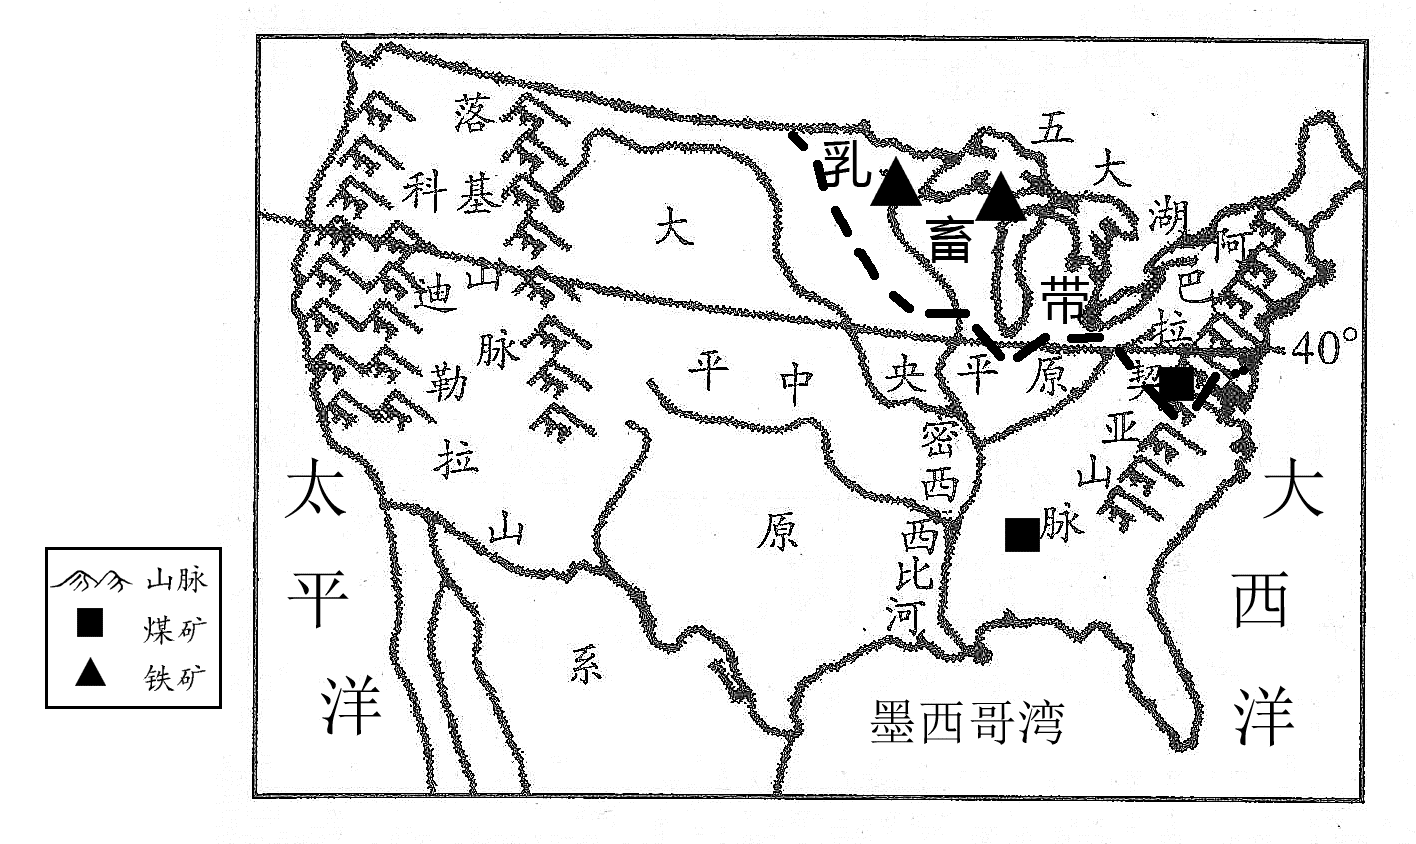 落基山脉
科迪勒拉山系
大平原
中央平原
乳畜带
五大湖
阿巴拉契亚山脉
密西西比河
40°
太平洋
大西洋
墨西哥湾
山脉
煤矿
铁矿